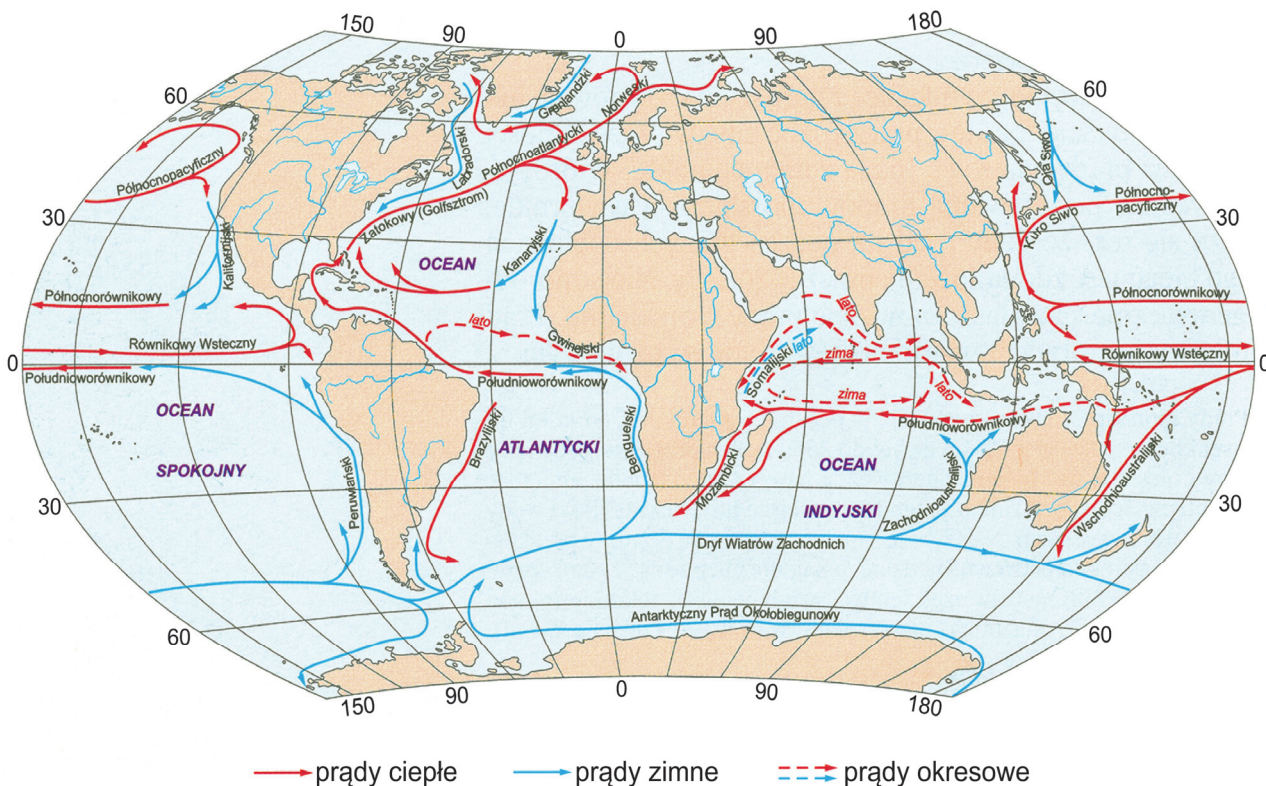 150
90
0
90
150
180
60
60
Grenlandzki
Norweski
Labradorski
Północnoatlantycki
Oja Siwo
Północnopacyficzny
Północno-
pacyficzny
30
30
Zatokowy (Golfsztrom)
Kuro Siwo
Kalifornijski
OCEAN
Kanaryjski
Północnorównikowy
lato
lato
Północnorównikowy
Równikowy Wsteczny
Gwinejski
Somalijski
lato
zima
Równikowy Wsteczny
0
0
Południoworównikowy
Południoworównikowy
zima
lato
Południoworównikowy
OCEAN
SPOKOJNY
Peruwiański
Brazylijski
ATLANTYCKI
Benguelski
Mozambicki
OCEAN
INDYJSKI
Zachodnioaustralijski
Wschodnioaustralijski
30
30
Dryf Wiatrów Zachodnich
Antarktyczny Prąd Okołobiegunowy
60
60
150
90
0
90
180
prądy ciepłe
prądy zimne
prądy okresowe